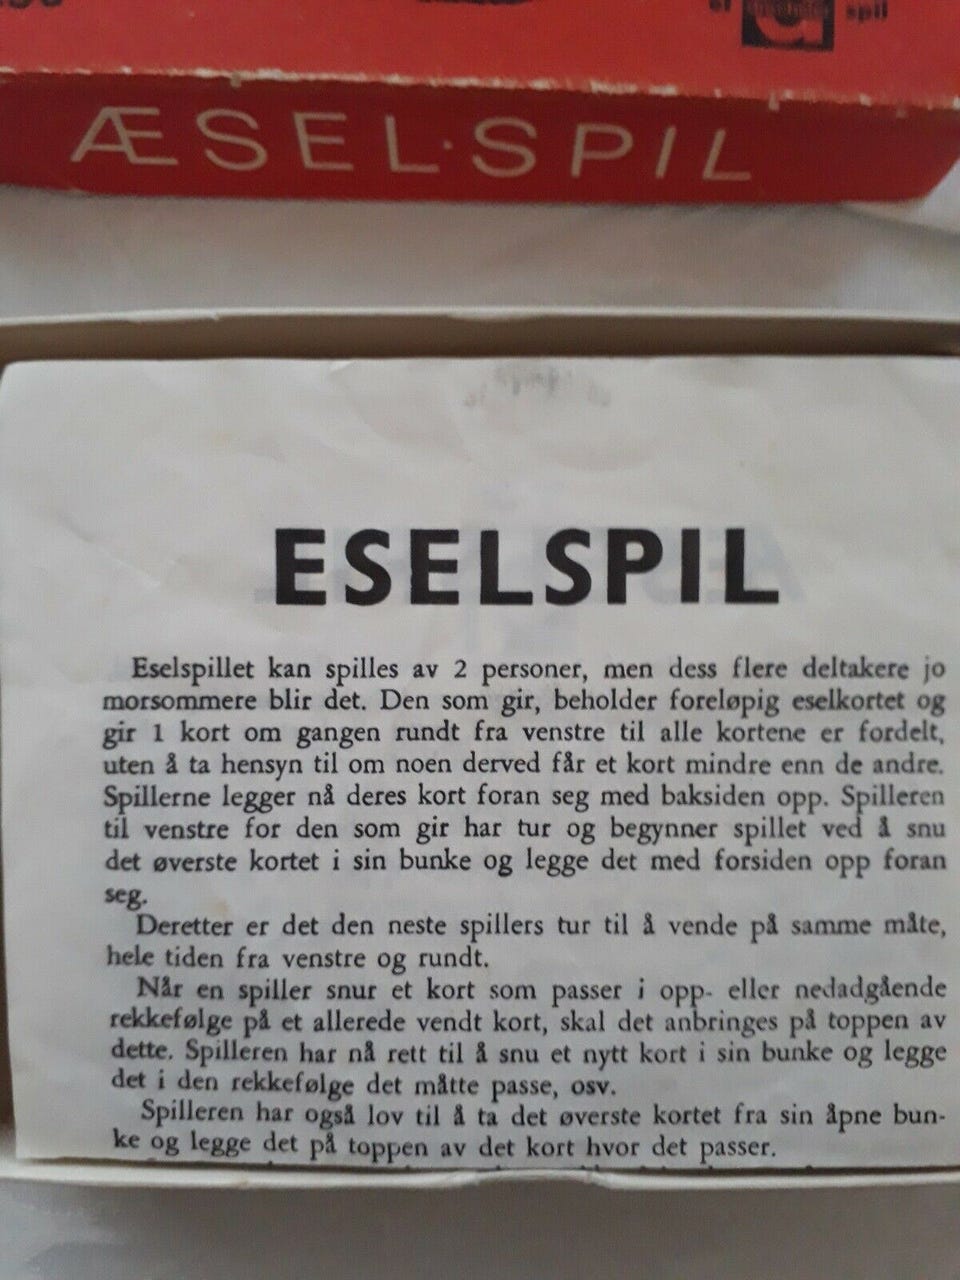 spil
ÆSEL·SPIL
ESELSPIL
Eselspillet kan spilles av 2 personer, men dess flere deltakere jo
morsommere blir det. Den som gir, beholder foreløpig eselkortet og
gir 1 kort om gangen rundt fra venstre til alle kortene er fordelt,
uten å ta hensyn til om noen derved får et kort mindre enn de andre.
Spillerne legger nå deres kort foran seg med baksiden opp. Spilleren
til venstre for den som gir har tur og begynner spillet ved å snu
det øverste kortet i sin bunke og legge det med forsiden opp foran
seg.
Deretter er det den neste spillers tur til å vende på samme måte,
hele tiden fra venstre og rundt.
Når en spiller snur et kort som passer i opp- eller nedadgående
rekkefølge på et allerede vendt kort, skal det anbringes på toppen av
dette. Spilleren har nå rett til å snu et nytt kort i sin bunke og legge
det i den rekkefølge det måtte passe, osv.
Spilleren har også lov til å ta det øverste kortet fra sin åpne bun-
ke og legge det på toppen av det kort hvor det passer.